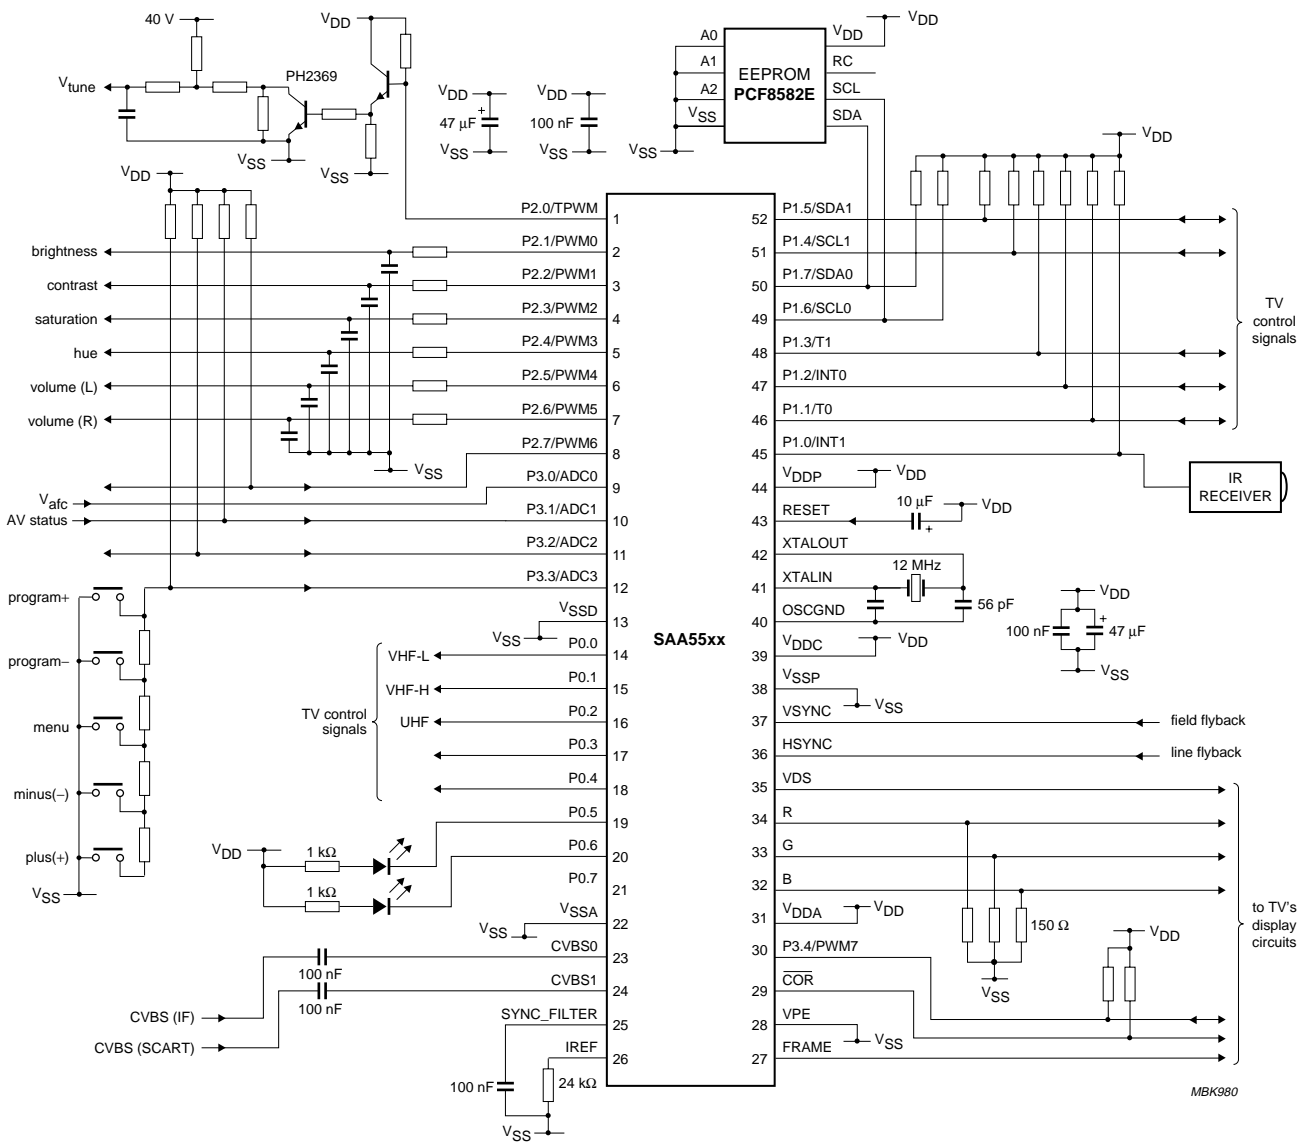 40 V
VDD
Vtune
PH2369
VSS
VSS
VDD
47 µF
+
VSS
VDD
100 nF
VSS
A0
A1
A2
VSS
VSS
EEPROM
PCF8582E
VDD
VDD
RC
SCL
SDA
VDD
VDD
brightness
contrast
saturation
hue
volume (L)
volume (R)
VSS
Vafc
AV status
program+
program−
menu
minus(−)
plus(+)
VSS
P2.0/TPWM 1
P2.1/PWM0 2
P2.2/PWM1 3
P2.3/PWM2 4
P2.4/PWM3 5
P2.5/PWM4 6
P2.6/PWM5 7
P2.7/PWM6 8
P3.0/ADC0 9
P3.1/ADC1 10
P3.2/ADC2 11
P3.3/ADC3 12
VSSD 13
VSS
P0.0 14
P0.1 15
P0.2 16
P0.3 17
P0.4 18
P0.5 19
P0.6 20
P0.7 21
VSSA 22
VSS
CVBS0 23
CVBS1 24
SYNC_FILTER 25
IREF 26
VHF-L
VHF-H
UHF
TV control
signals
VDD
1 kΩ
1 kΩ
100 nF
100 nF
CVBS (IF)
CVBS (SCART)
100 nF
24 kΩ
VSS
SAA55xx
52 P1.5/SDA1
51 P1.4/SCL1
50 P1.7/SDA0
49 P1.6/SCL0
48 P1.3/T1
47 P1.2/INT0
46 P1.1/T0
45 P1.0/INT1
44 VDDP
VDD
43 RESET
10 µF
+
VDD
42 XTALOUT
41 XTALIN
12 MHz
40 OSCGND
56 pF
39 VDDC
VDD
38 VSSP
VSS
37 VSYNC
36 HSYNC
35 VDS
34 R
33 G
32 B
31 VDDA
VDD
30 P3.4/PWM7
29 COR
28 VPE
VSS
27 FRAME
TV
control
signals
IR
RECEIVER
VDD
100 nF
+
47 µF
VSS
field flyback
line flyback
150 Ω
VSS
VDD
to TV's
display
circuits
MBK980